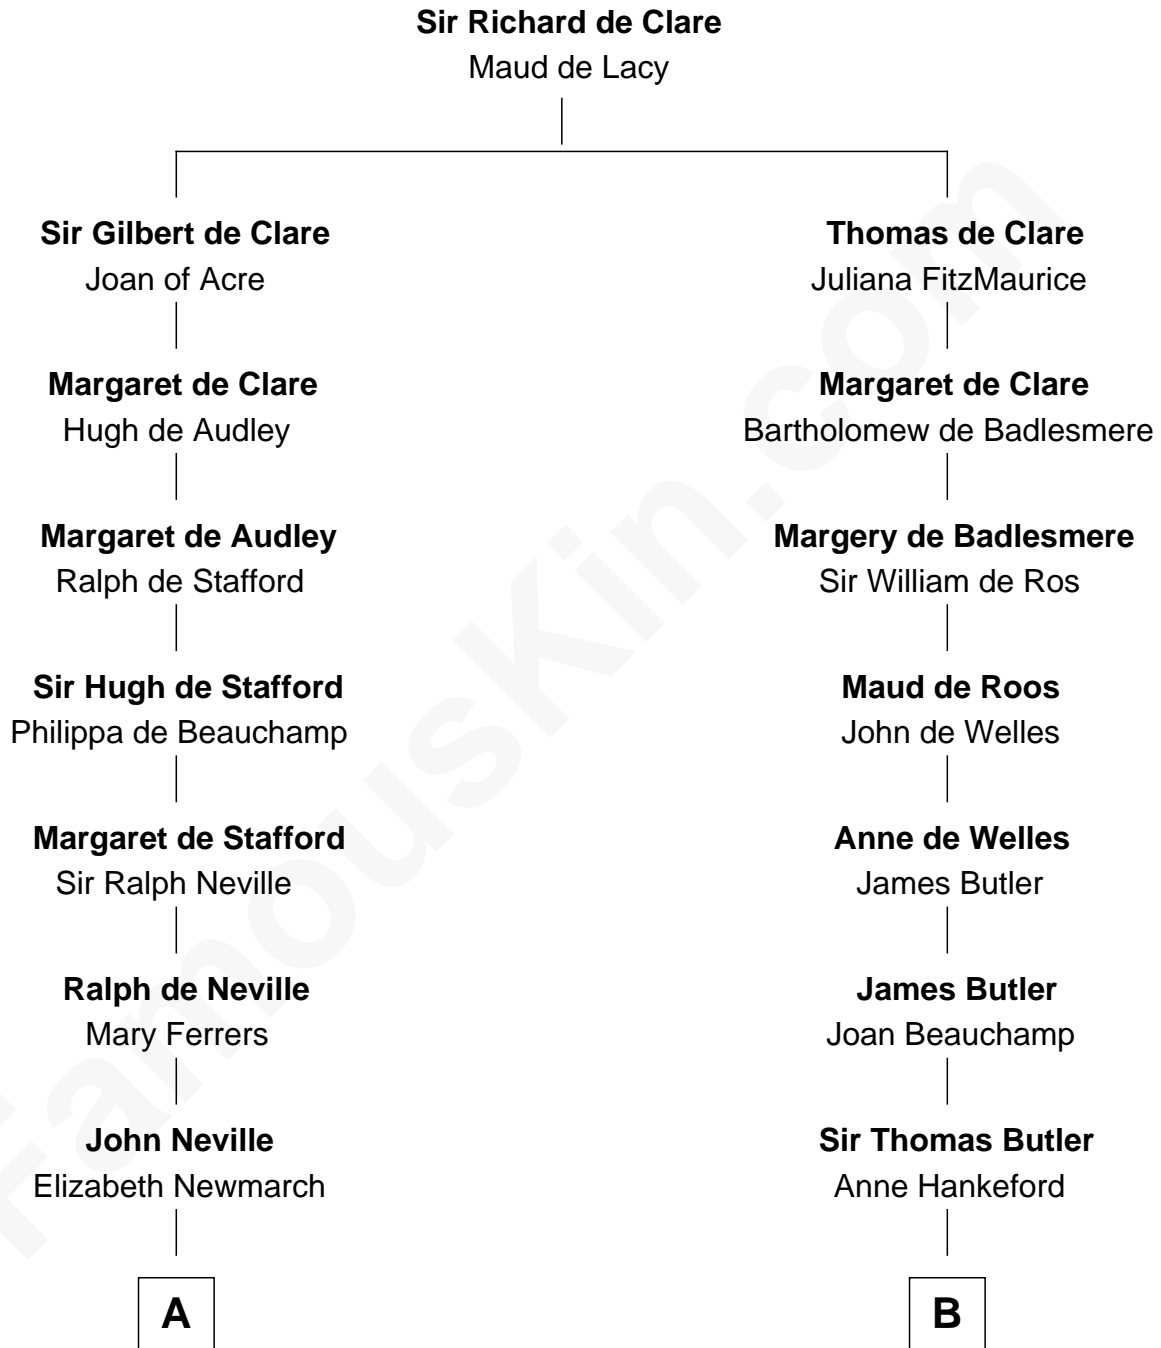 Sir Richard de Clare
Maud de Lacy
Sir Gilbert de Clare
Joan of Acre
Thomas de Clare
Juliana FitzMaurice
Margaret de Clare
Hugh de Audley
Margaret de Clare
Bartholomew de Badlesmere
Margaret de Audley
Ralph de Stafford
Margery de Badlesmere
Sir William de Ros
Sir Hugh de Stafford
Philippa de Beauchamp
Maud de Roos
John de Welles
Margaret de Stafford
Sir Ralph Neville
Anne de Welles
James Butler
Ralph de Neville
Mary Ferrers
James Butler
Joan Beauchamp
John Neville
Elizabeth Newmarch
Sir Thomas Butler
Anne Hankeford
A
B
FamousKin.com